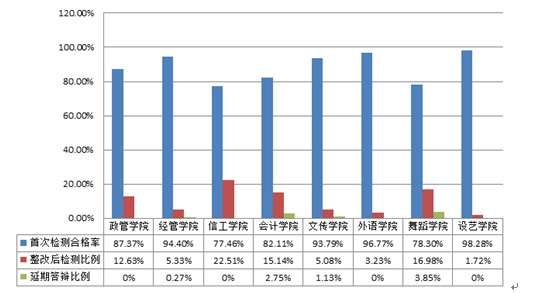 120.00%
100.00%
80.00%
60.00%
40.00%
20.00%
0.00%
政管学院 经管学院 信工学院 会计学院 文传学院 外语学院 舞蹈学院 设艺学院
首次检测合格率 87.37% 94.40% 77.46% 82.11% 93.79% 96.77% 78.30% 98.28%
整改后检测比例 12.63% 5.33% 22.51% 15.14% 5.08% 3.23% 16.98% 1.72%
延期答辩比例 0% 0.27% 0% 2.75% 1.13% 0% 3.85% 0%